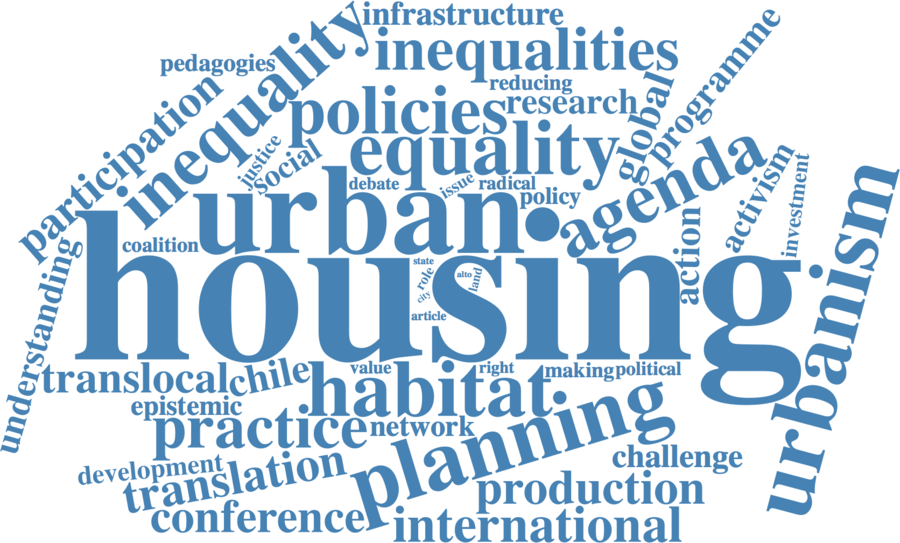 infrastructure
inequalities
pedagogies
reducing
inequality
policies
research
global
programme
participation
equality
justice
social
debate
issue
radical
policy
agenda
activism
investment
urban
coalition
action
housing
state
role
alto
land
city
article
urbanism
understanding
translocal
chile
value
right
making
political
habitat
epistemic
practice
network
planning
challenge
development
translation
production
conference
international